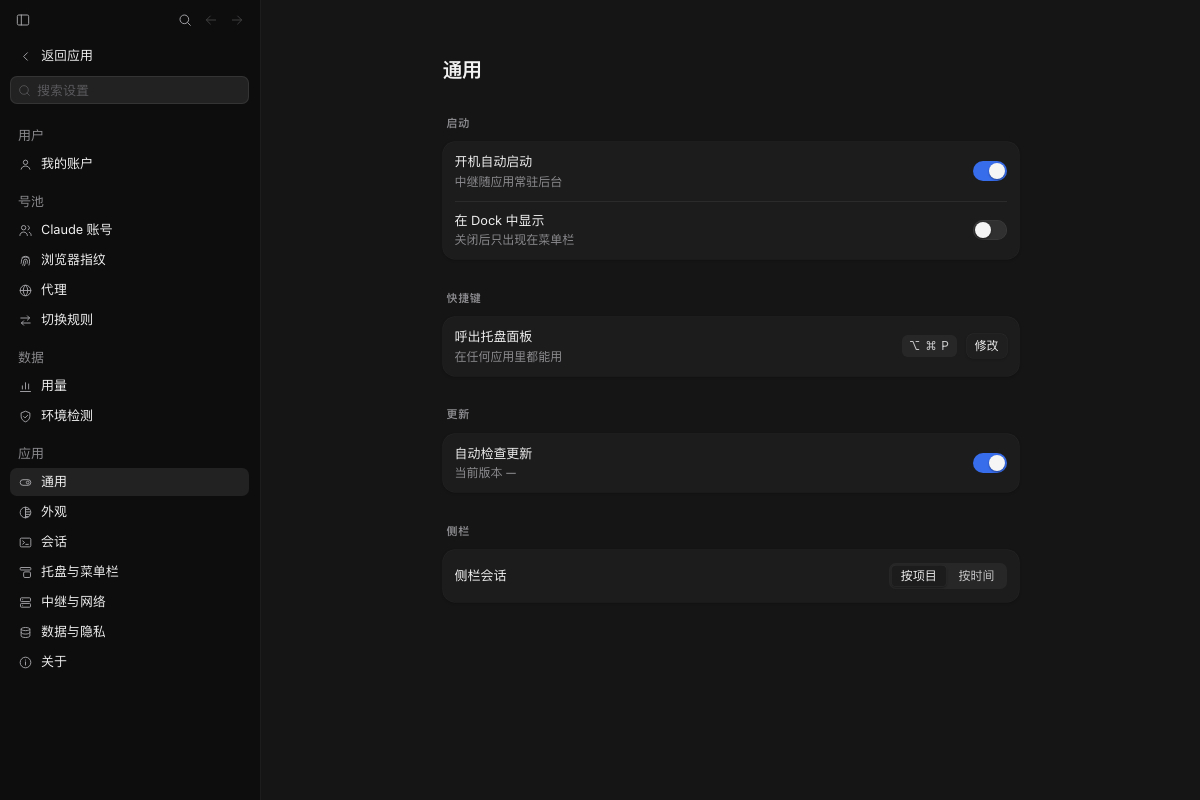 返回应用
搜索设置
用户
我的账户
号池
Claude 账号
浏览器指纹
代理
切换规则
数据
用量
环境检测
应用
通用
外观
会话
托盘与菜单栏
中继与网络
数据与隐私
关于
通用
启动
开机自动启动
中继随应用常驻后台
在 Dock 中显示
关闭后只出现在菜单栏
快捷键
呼出托盘面板
在任何应用里都能用
⌥ ⌘ P 修改
更新
自动检查更新
当前版本 —
侧栏
侧栏会话
按项目 按时间